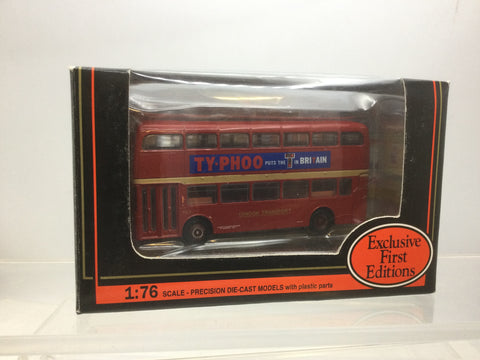 TY·PHOO PUTS THE T IN BRITAIN
LONDON TRANSPORT
Exclusive
First
Editions
1:76 SCALE - PRECISION DIE-CAST MODELS with plastic parts